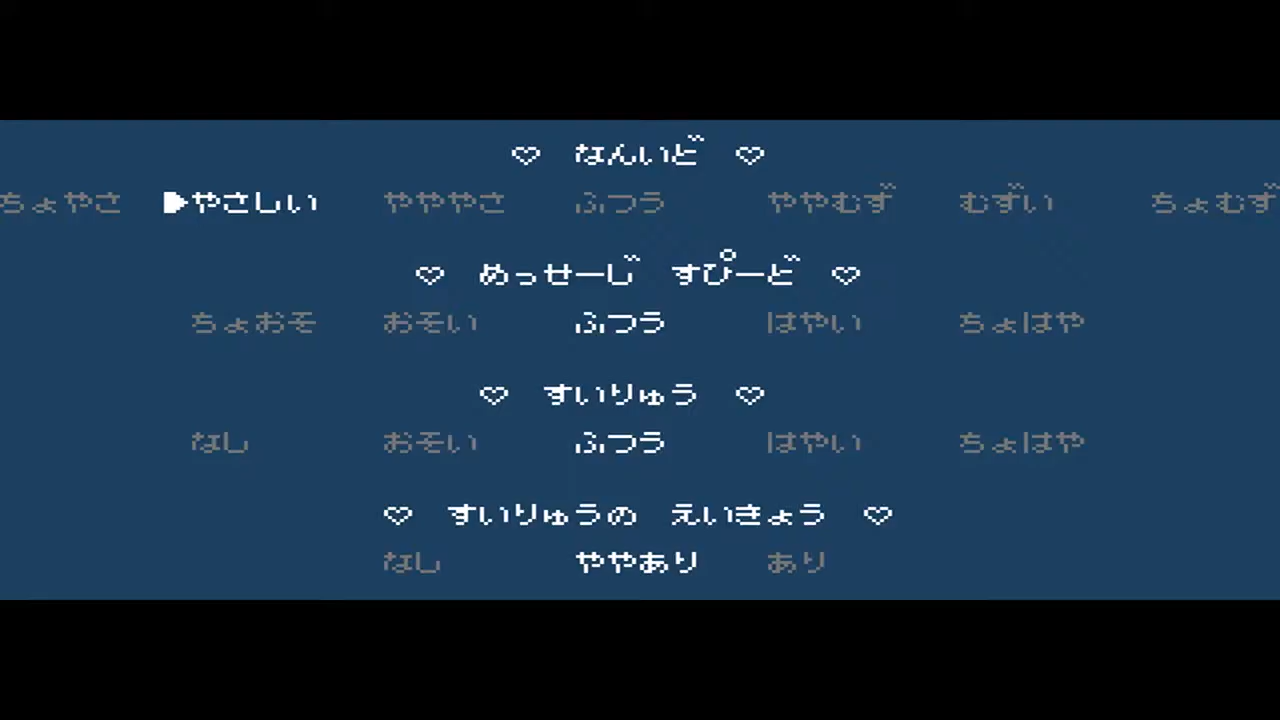 ♡ なんいど ♡
ちょやさ ▶やさしい やややさ ふつう ややむず むずい ちょむず
♡ めっせーじ すぴーど ♡
ちょおそ おそい ふつう はやい ちょはや
♡ すいりゅう ♡
なし おそい ふつう はやい ちょはや
♡ すいりゅうの えいきょう ♡
なし ややあり あり